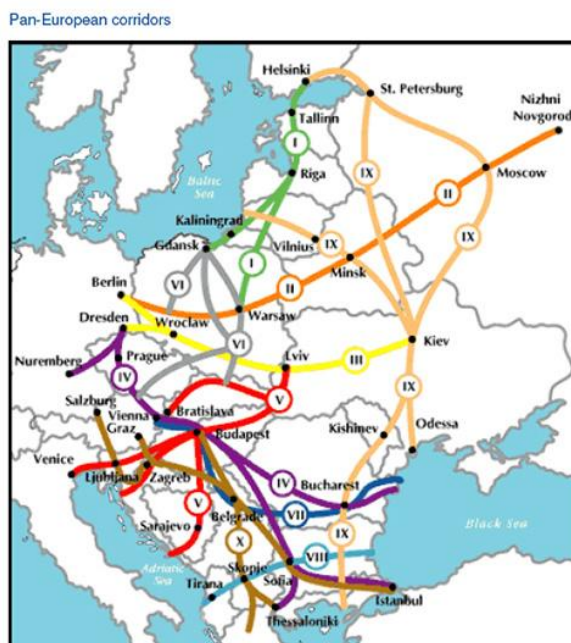 Pan-European corridors
Helsinki
St. Petersburg
Nizhni
Novgorod
Tallinn
I
IX
Riga
Moscow
II
Baltic
Sea
Kaliningrad
Vilnius
IX
IX
Gdansk
I
Minsk
VI
II
Berlin
Warsaw
Dresden
Wroclaw
VI
Kiev
Prague
Lviv
III
Nuremberg
IV
IX
Salzburg
V
Vienna
Bratislava
Kishinev
Odessa
Graz
Budapest
Venice
IV
Bucharest
Ljubljana
Zagreb
V
VII
Belgrade
Sarajevo
IX
Black Sea
X
VIII
Adriatic
Sea
Skopje
Tirana
Sofia
Istanbul
Thessaloniki